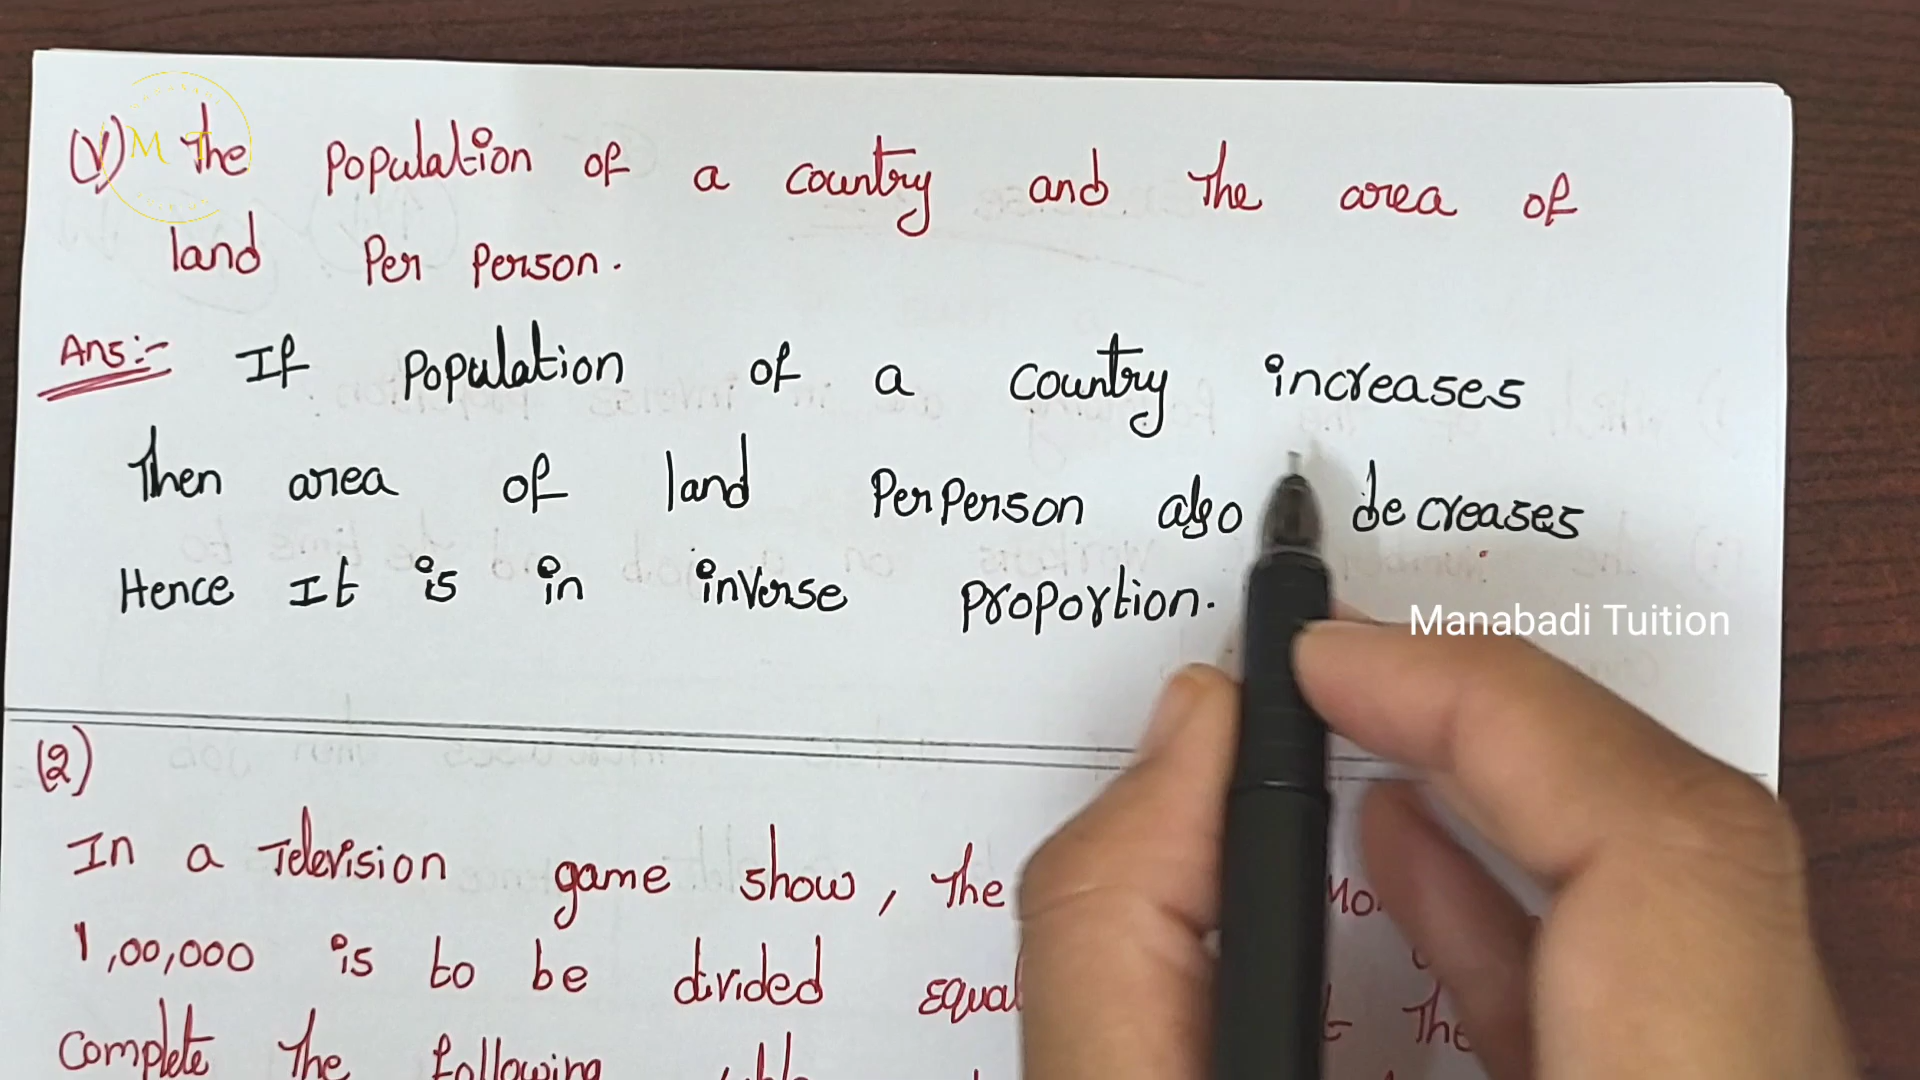 (V) The population of a country and The area of
land Per person.
Ans:- If population of a country increases
Then area of land Perperson also decreases
Hence It is in inverse proportion.
Manabadi Tuition
(2)
In a Television game show, The
1,00,000 is to be divided equal The
Complete The following
M T